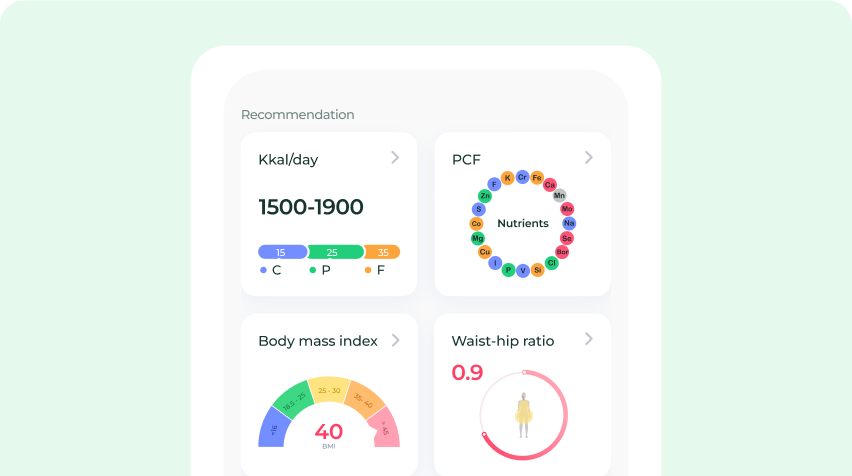 Recommendation
Kkal/day
1500-1900
15
25
35
C
P
F
PCF
Cr
Fe
Ca
Mn
Mo
Na
Se
Bor
Cl
Si
V
P
I
Cu
Mg
Co
S
Zn
F
K
Nutrients
Body mass index
18.5 - 25
25 - 30
35- 40
40
BMI
Waist-hip ratio
0.9